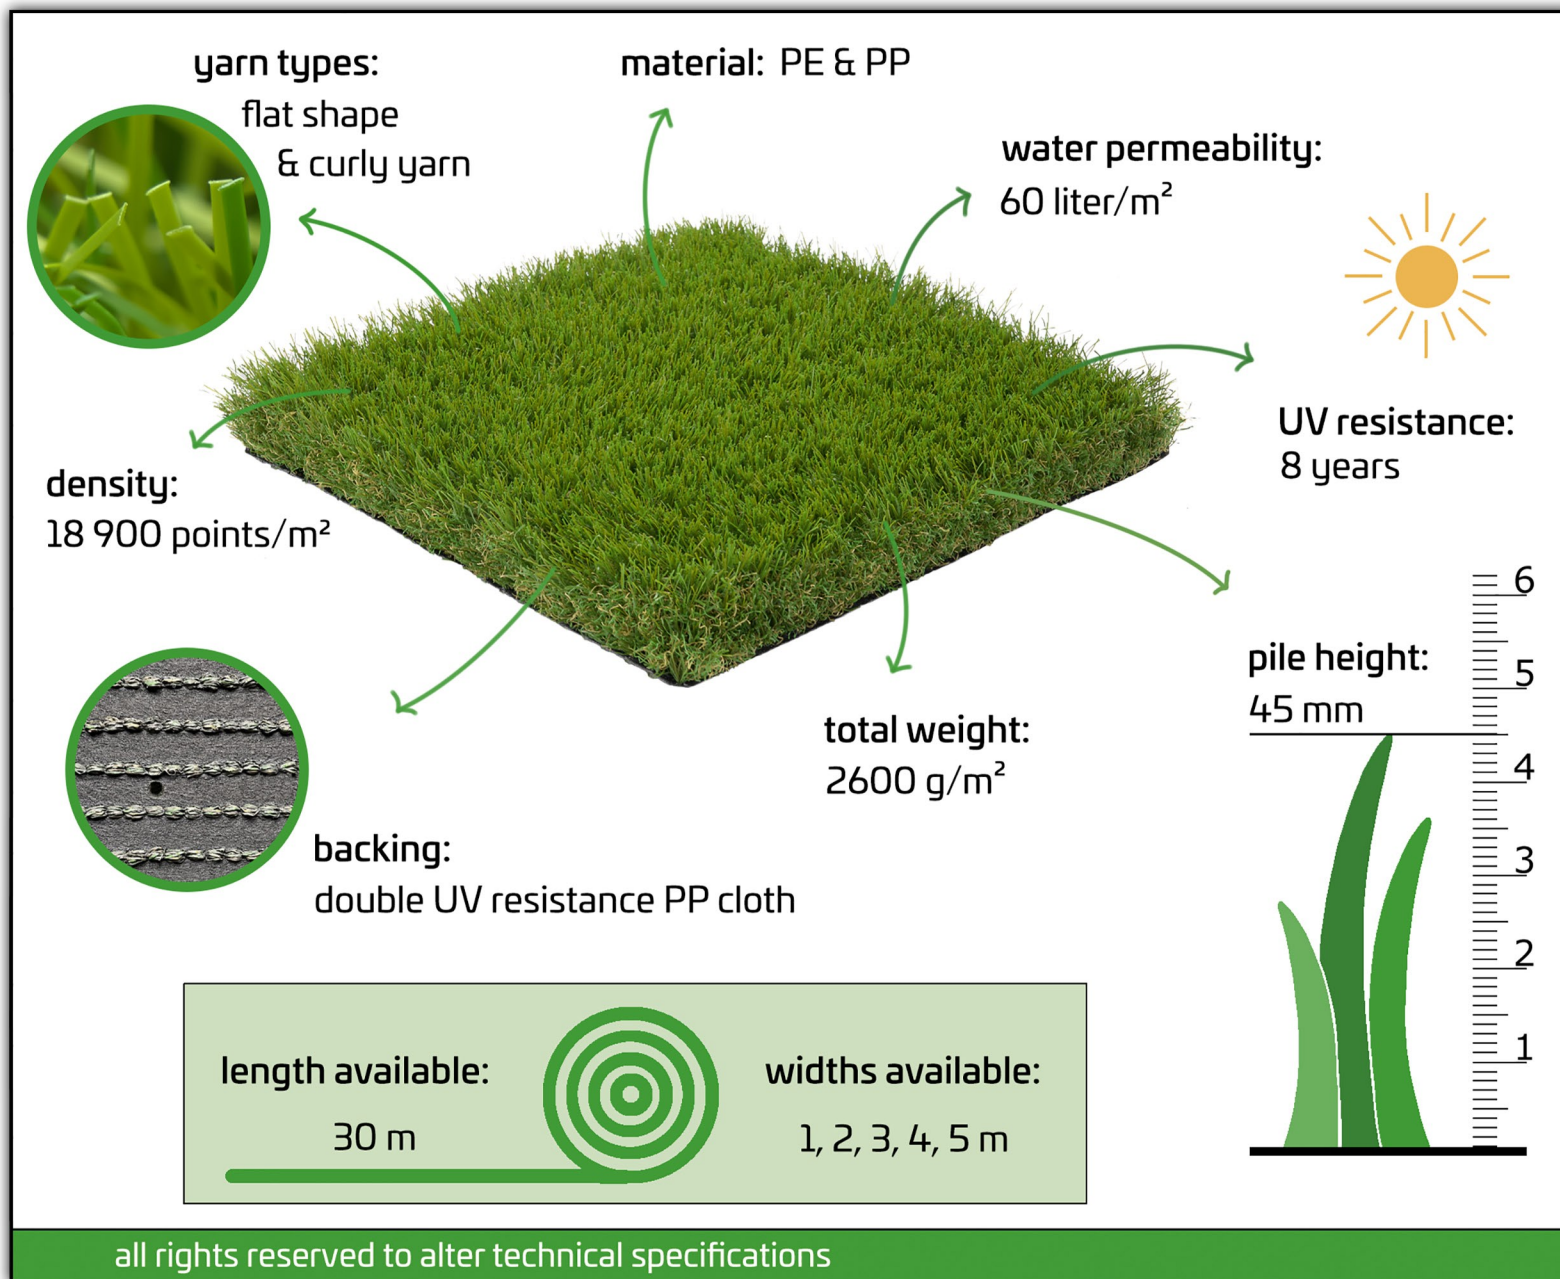 yarn types:
flat shape
& curly yarn
material: PE & PP
water permeability:
60 liter/m²
UV resistance:
8 years
density:
18 900 points/m²
pile height:
45 mm
6
5
4
3
2
1
total weight:
2600 g/m²
backing:
double UV resistance PP cloth
length available:
30 m
widths available:
1, 2, 3, 4, 5 m
all rights reserved to alter technical specifications